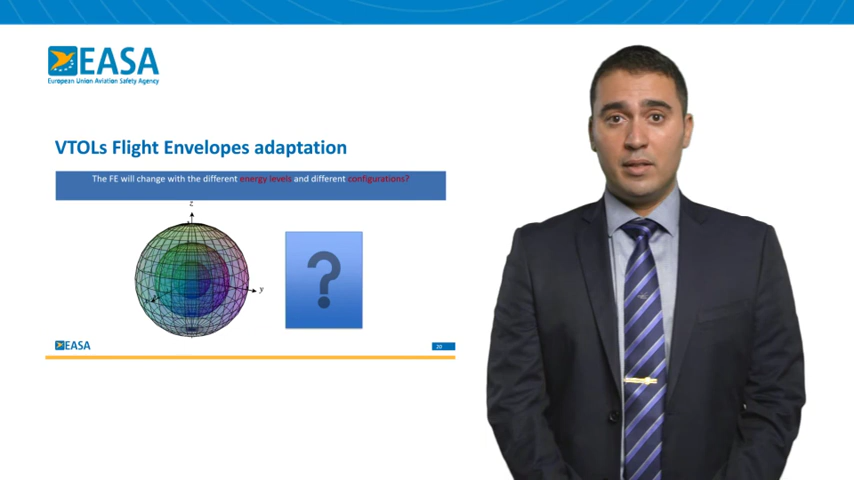 EASA
European Union Aviation Safety Agency
VTOLs Flight Envelopes adaptation
The FE will change with the different energy levels and different configurations?
z
y
x
?
EASA
20